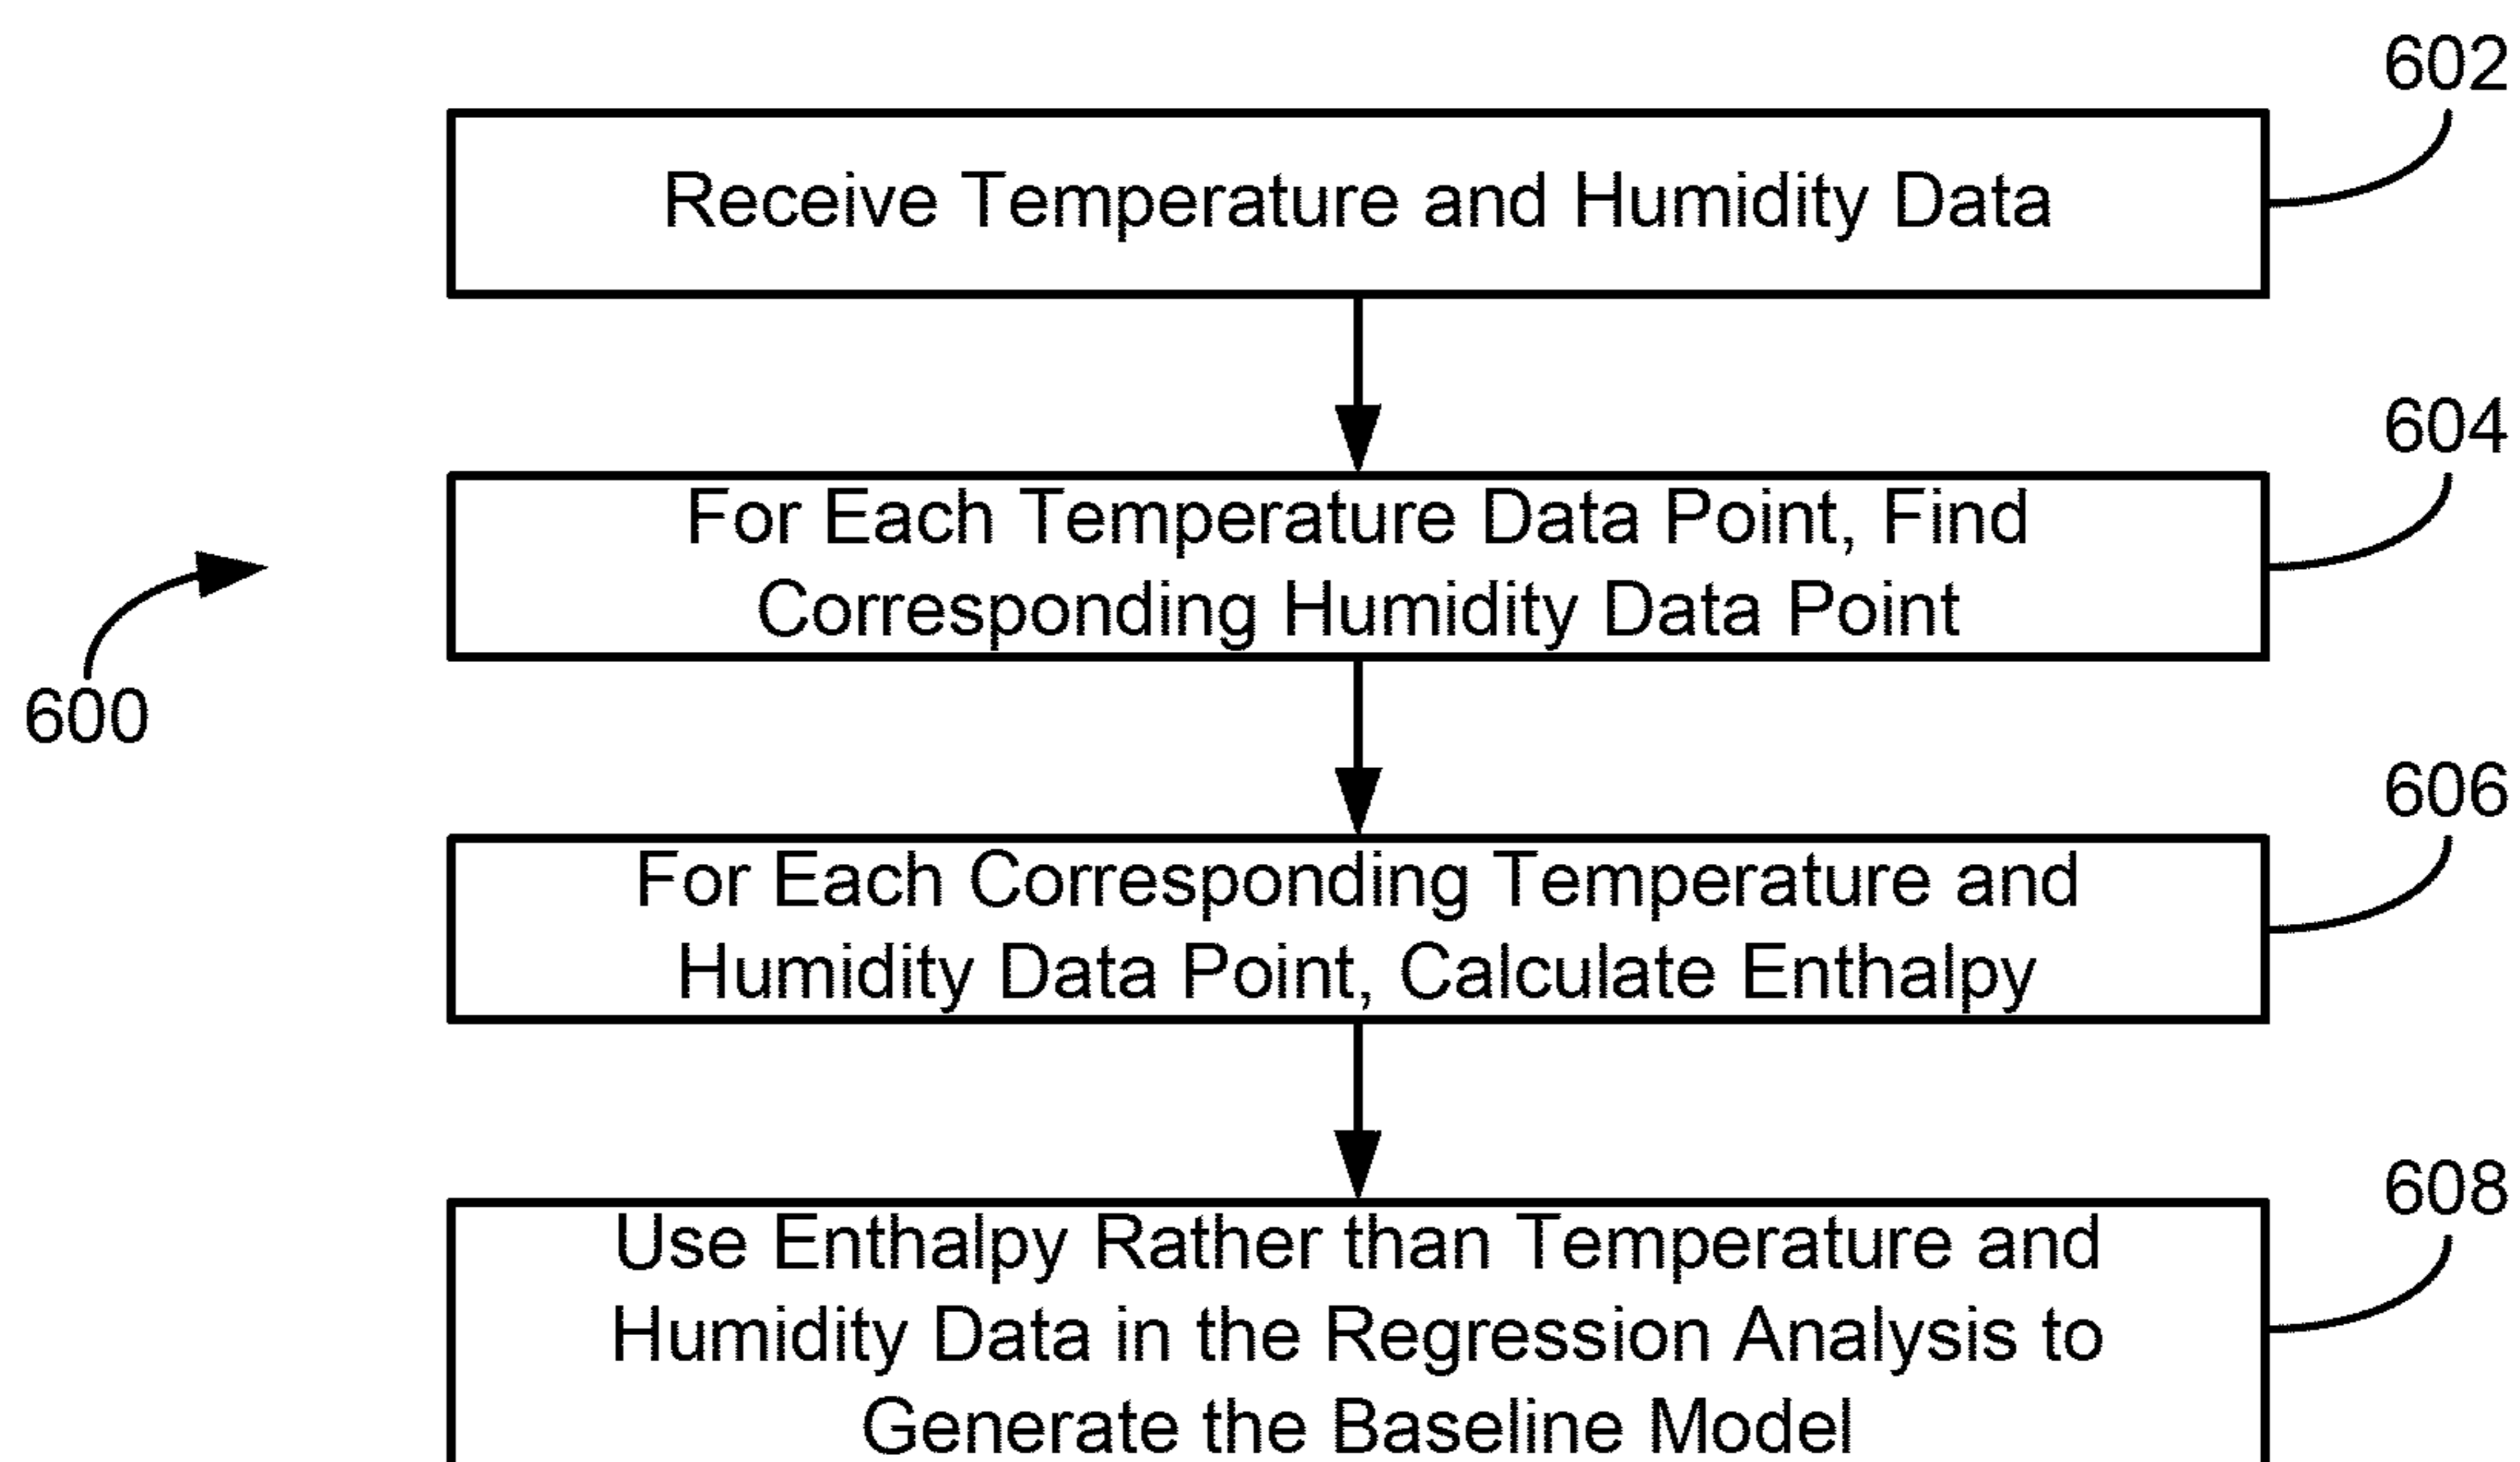 602
Receive Temperature and Humidity Data
604
For Each Temperature Data Point, Find
Corresponding Humidity Data Point
600
606
For Each Corresponding Temperature and
Humidity Data Point, Calculate Enthalpy
608
Use Enthalpy Rather than Temperature and
Humidity Data in the Regression Analysis to
Generate the Baseline Model